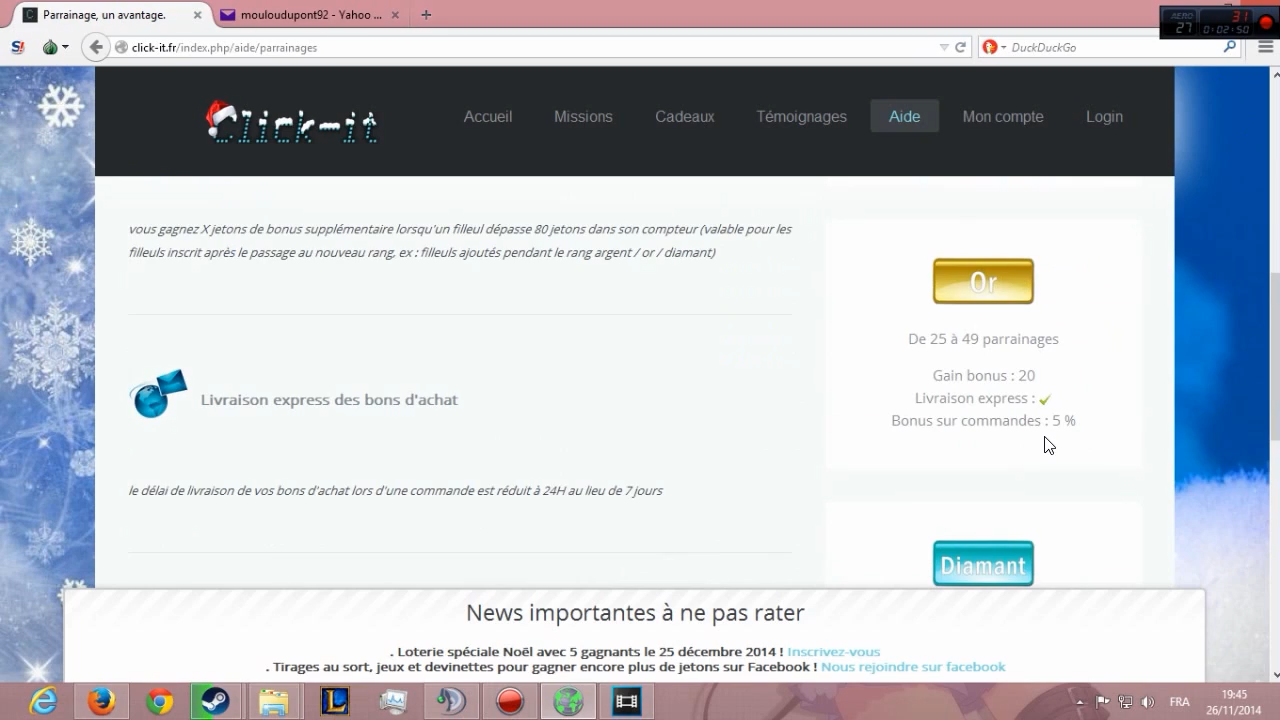 Parrainage, un avantage.
mouloudupont92 - Yahoo ...
AERO
27
31
0:02:50
click-it.fr/index.php/aide/parrainages
DuckDuckGo
Click-it
Accueil
Missions
Cadeaux
Témoignages
Aide
Mon compte
Login
vous gagnez X jetons de bonus supplémentaire lorsqu'un filleul dépasse 80 jetons dans son compteur (valable pour les
filleuls inscrit après le passage au nouveau rang, ex : filleuls ajoutés pendant le rang argent / or / diamant)
Livraison express des bons d'achat
le délai de livraison de vos bons d'achat lors d'une commande est réduit à 24H au lieu de 7 jours
Or
De 25 à 49 parrainages
Gain bonus : 20
Livraison express :
Bonus sur commandes : 5 %
Diamant
News importantes à ne pas rater
. Loterie spéciale Noël avec 5 gagnants le 25 décembre 2014 ! Inscrivez-vous
. Tirages au sort, jeux et devinettes pour gagner encore plus de jetons sur Facebook ! Nous rejoindre sur facebook
FRA
19:45
26/11/2014